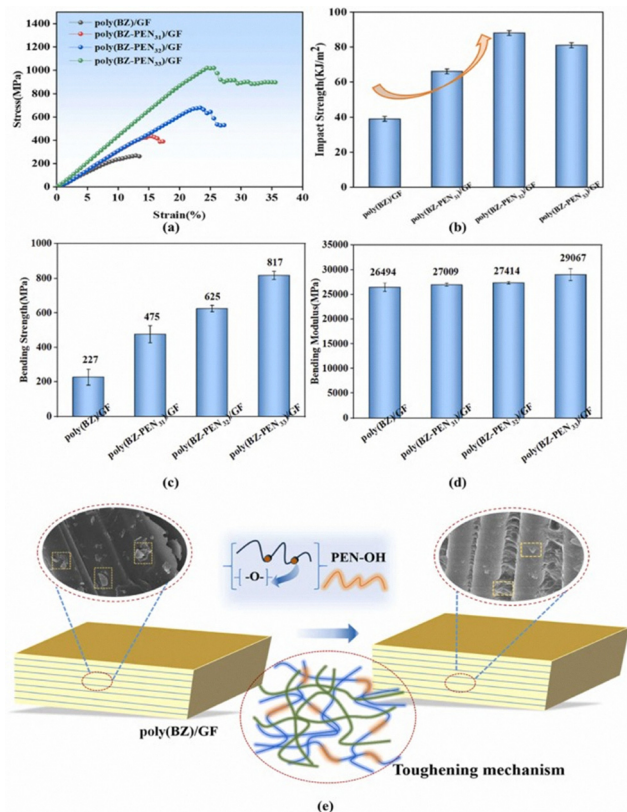 poly(BZ)/GF
poly(BZ-PEN₃₁)/GF
poly(BZ-PEN₃₂)/GF
poly(BZ-PEN₃₃)/GF
1400
1200
1000
800
600
400
200
0
Stress(MPa)
0 5 10 15 20 25 30 35 40
Strain(%)
(a)
100
80
60
40
20
0
Impact Strength(KJ/m²)
poly(BZ)/GF
poly(BZ-PEN₃₁)/GF
poly(BZ-PEN₃₂)/GF
poly(BZ-PEN₃₃)/GF
(b)
1000
800
600
400
200
0
Bending Strength(MPa)
227
475
625
817
poly(BZ)/GF
poly(BZ-PEN₃₁)/GF
poly(BZ-PEN₃₂)/GF
poly(BZ-PEN₃₃)/GF
(c)
35000
30000
25000
20000
15000
10000
5000
0
Bending Modulus(MPa)
26494
27009
27414
29067
poly(BZ)/GF
poly(BZ-PEN₃₁)/GF
poly(BZ-PEN₃₂)/GF
poly(BZ-PEN₃₃)/GF
(d)
-O-
PEN-OH
poly(BZ)/GF
Toughening mechanism
(e)